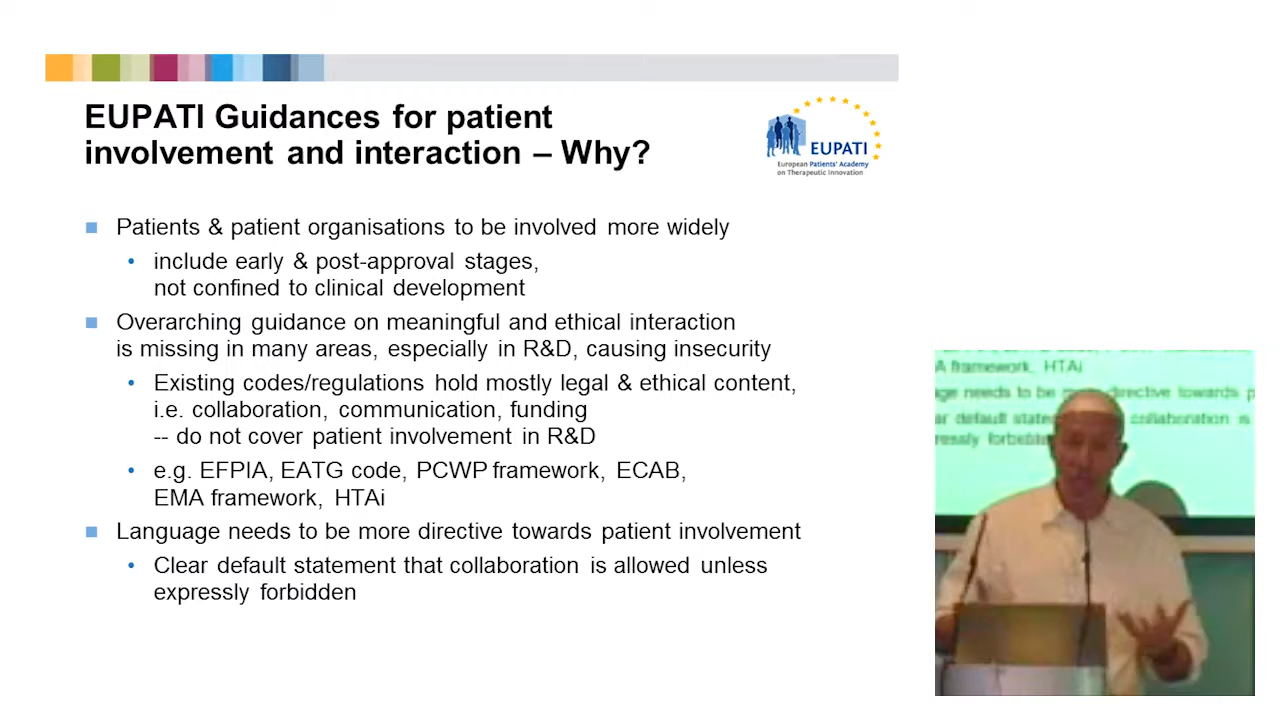 EUPATI Guidances for patient
involvement and interaction – Why?
EUPATI
European Patients' Academy
on Therapeutic Innovation
Patients & patient organisations to be involved more widely
include early & post-approval stages,
not confined to clinical development
Overarching guidance on meaningful and ethical interaction
is missing in many areas, especially in R&D, causing insecurity
Existing codes/regulations hold mostly legal & ethical content,
i.e. collaboration, communication, funding
-- do not cover patient involvement in R&D
e.g. EFPIA, EATG code, PCWP framework, ECAB,
EMA framework, HTAi
Language needs to be more directive towards patient involvement
Clear default statement that collaboration is allowed unless
expressly forbidden
A framework, HTAi
age needs to be more directive towards p
ar default state collaboration is
ressly forbidde